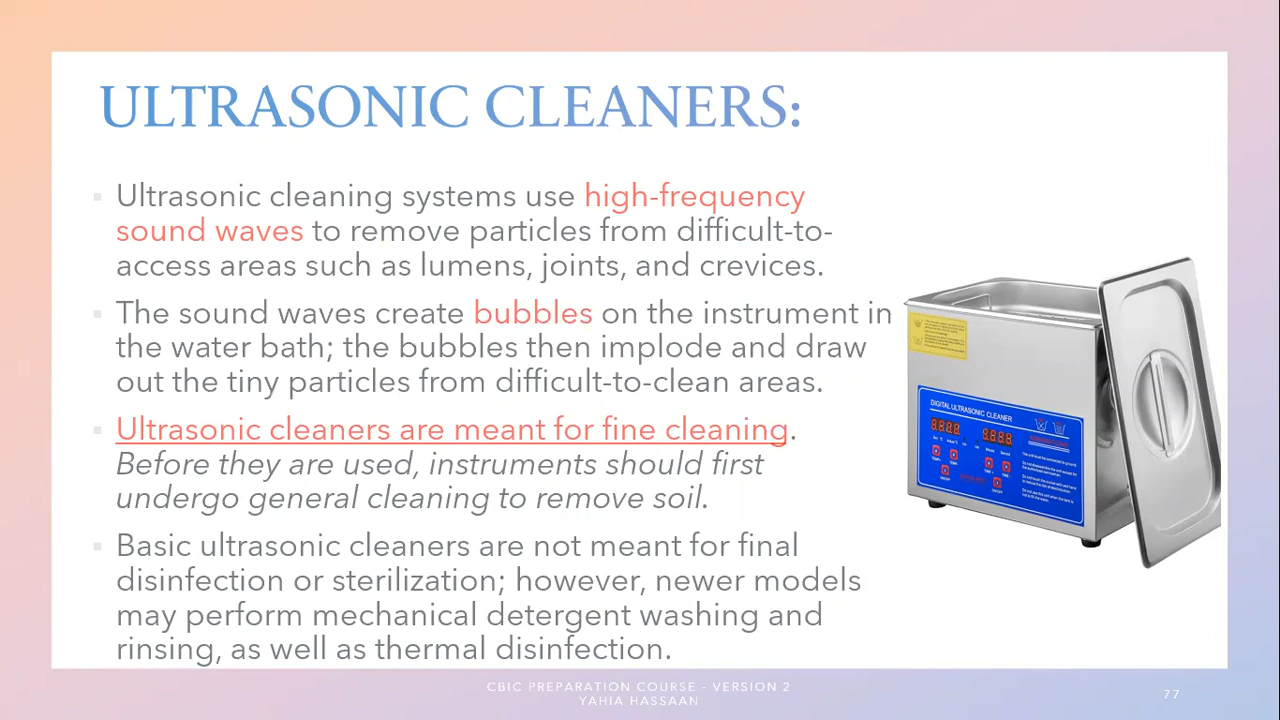 ULTRASONIC CLEANERS:
▪ Ultrasonic cleaning systems use high-frequency
sound waves to remove particles from difficult-to-
access areas such as lumens, joints, and crevices.
▪ The sound waves create bubbles on the instrument in
the water bath; the bubbles then implode and draw
out the tiny particles from difficult-to-clean areas.
▪ Ultrasonic cleaners are meant for fine cleaning.
Before they are used, instruments should first
undergo general cleaning to remove soil.
▪ Basic ultrasonic cleaners are not meant for final
disinfection or sterilization; however, newer models
may perform mechanical detergent washing and
rinsing, as well as thermal disinfection.
DIGITAL ULTRASONIC CLEANER
CBIC PREPARATION COURSE - VERSION 2
YAHIA HASSAAN
77